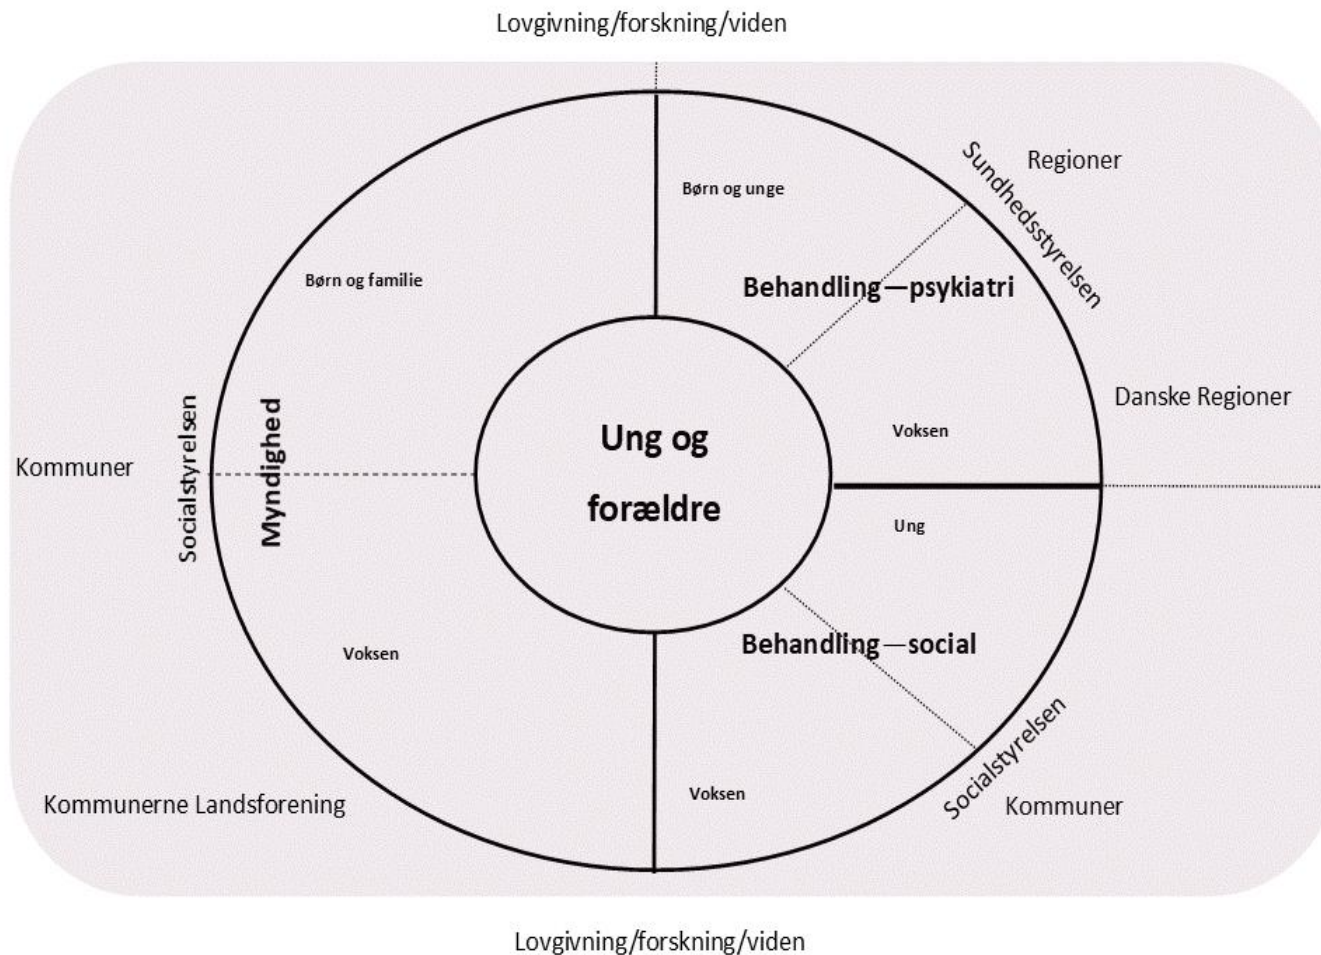 Lovgivning/forskning/viden
Regioner
Sundhedsstyrelsen
Børn og unge
Børn og familie
Behandling—psykiatri
Danske Regioner
Voksen
Ung og
forældre
Kommuner
Socialstyrelsen
Myndighed
Ung
Behandling—social
Voksen
Voksen
Socialstyrelsen
Kommunerne Landsforening
Kommuner
Lovgivning/forskning/viden